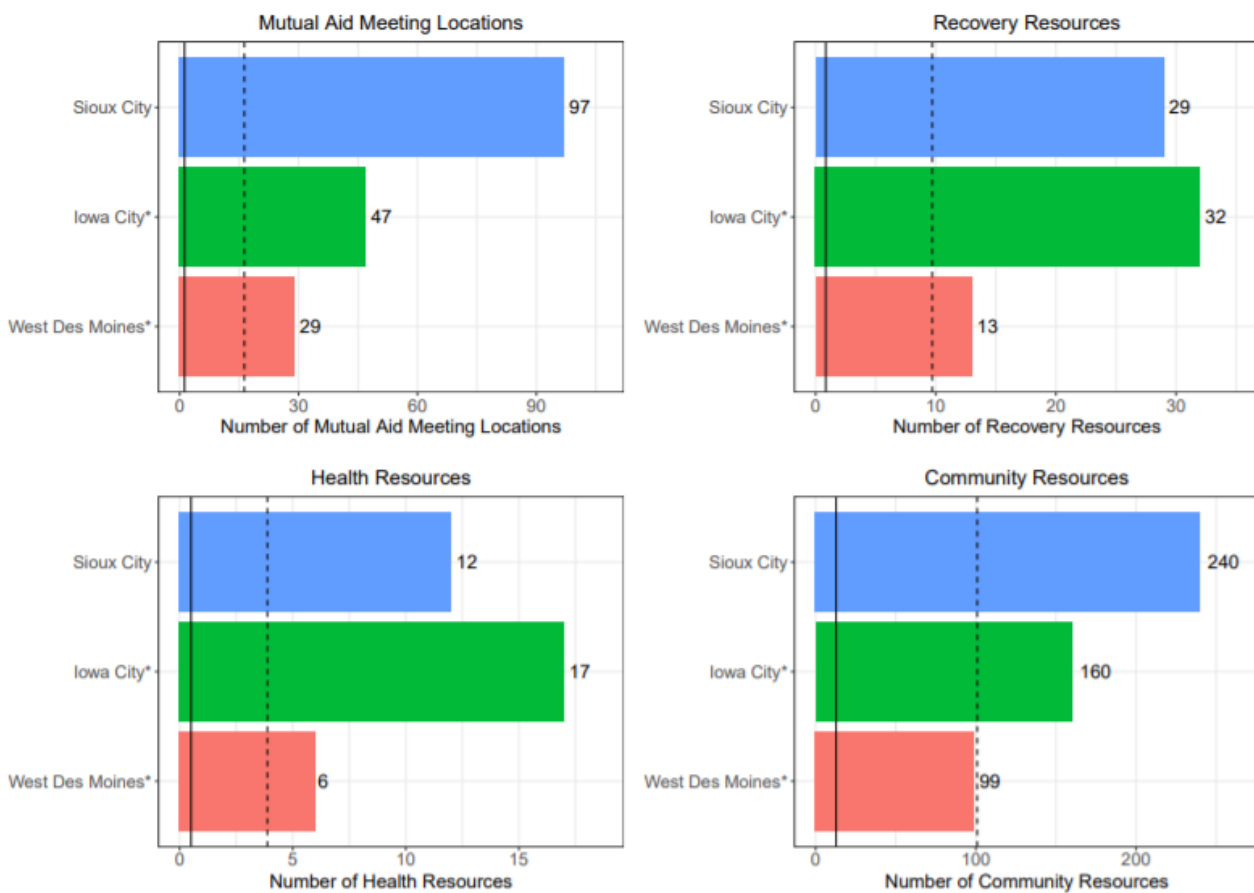 Mutual Aid Meeting Locations
Sioux City
97
Iowa City*
47
West Des Moines*
29
0 30 60 90
Number of Mutual Aid Meeting Locations
Recovery Resources
Sioux City
29
Iowa City*
32
West Des Moines*
13
0 10 20 30
Number of Recovery Resources
Health Resources
Sioux City
12
Iowa City*
17
West Des Moines*
6
0 5 10 15
Number of Health Resources
Community Resources
Sioux City
240
Iowa City*
160
West Des Moines*
99
0 100 200
Number of Community Resources